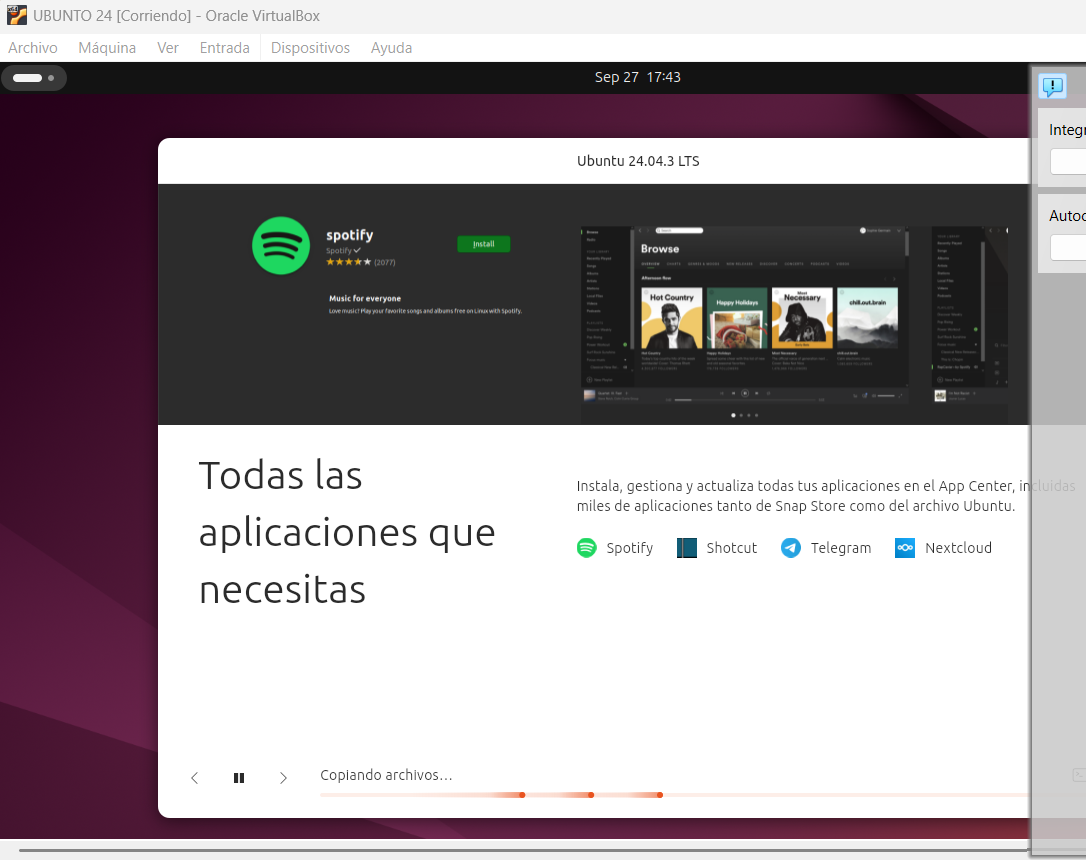 UBUNTO 24 [Corriendo] - Oracle VirtualBox
Archivo Máquina Ver Entrada Dispositivos Ayuda
Sep 27 17:43
Integr
Autoc
Ubuntu 24.04.3 LTS
spotify
Spotify
(2077)
Install
Music for everyone
Love music? Play your favorite songs and albums free on Linux with Spotify.
Browse
Hot Country
Happy Holidays
Most Necessary
chill.out.brain
Todas las
aplicaciones que
necesitas
Instala, gestiona y actualiza todas tus aplicaciones en el App Center, incluidas
miles de aplicaciones tanto de Snap Store como del archivo Ubuntu.
Spotify Shotcut Telegram Nextcloud
Copiando archivos…